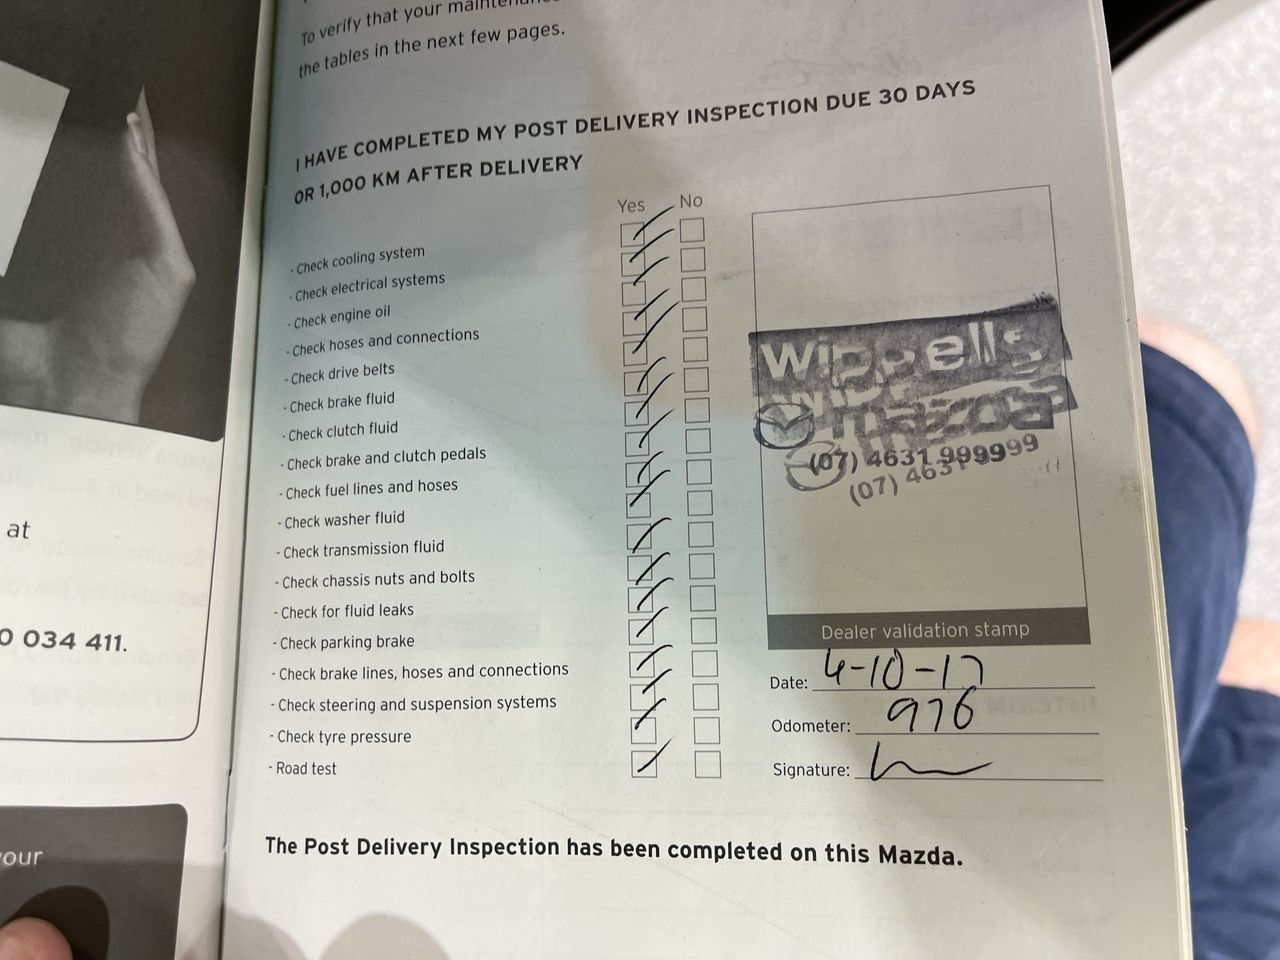 To verify that your
the tables in the next few pages.
I HAVE COMPLETED MY POST DELIVERY INSPECTION DUE 30 DAYS
OR 1,000 KM AFTER DELIVERY
Yes No
- Check cooling system
- Check electrical systems
- Check engine oil
- Check hoses and connections
- Check drive belts
- Check brake fluid
- Check clutch fluid
- Check brake and clutch pedals
- Check fuel lines and hoses
- Check washer fluid
- Check transmission fluid
- Check chassis nuts and bolts
- Check for fluid leaks
- Check parking brake
- Check brake lines, hoses and connections
- Check steering and suspension systems
- Check tyre pressure
- Road test
Wippells
mazda
(07) 4631 9999
(07) 4631 9999
Dealer validation stamp
Date: 4-10-17
Odometer: 976
Signature:
The Post Delivery Inspection has been completed on this Mazda.
at
0 034 411.
our